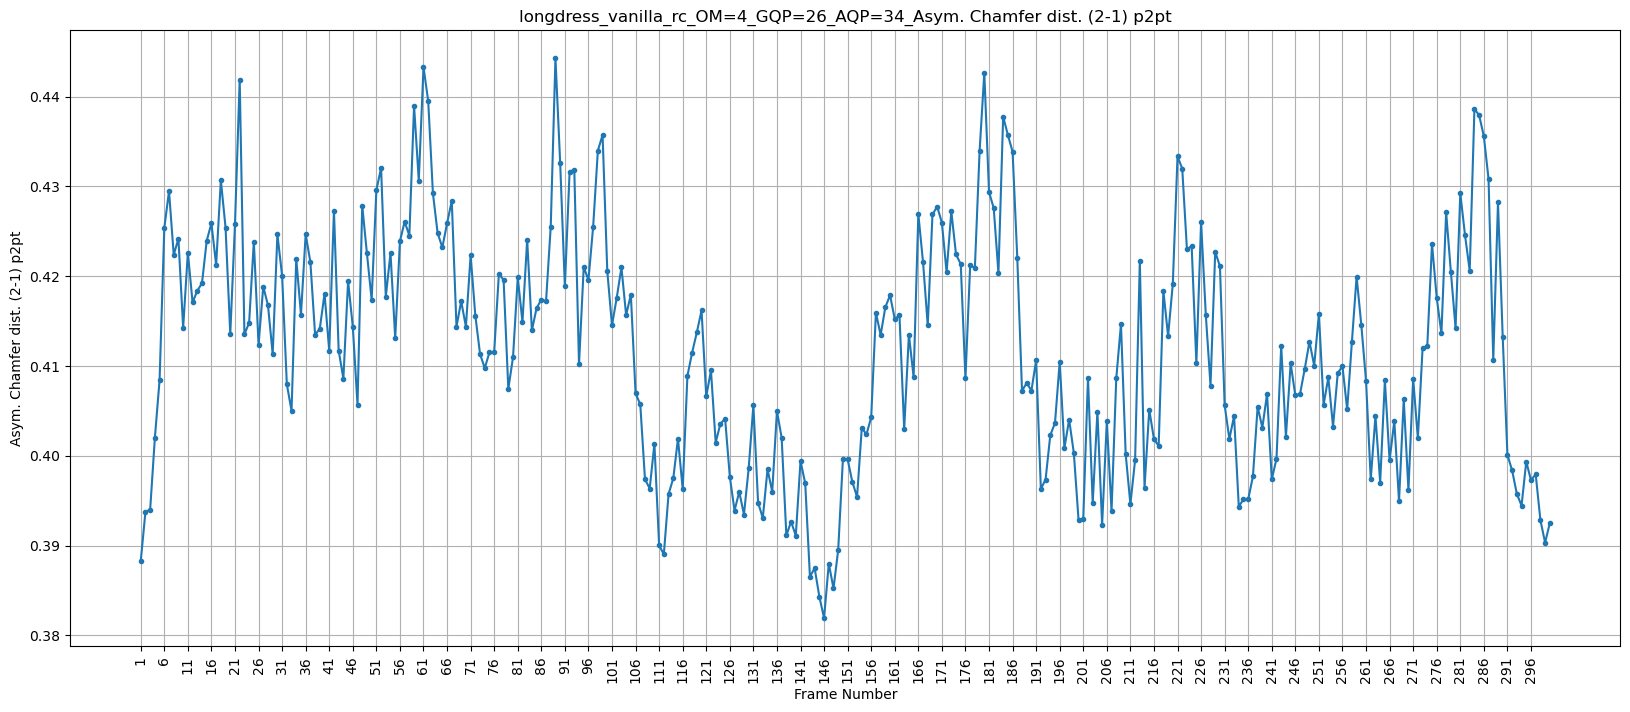 longdress_vanilla_rc_OM=4_GQP=26_AQP=34_Asym. Chamfer dist. (2-1) p2pt
Asym. Chamfer dist. (2-1) p2pt
0.44
0.43
0.42
0.41
0.40
0.39
0.38
1 6 11 16 21 26 31 36 41 46 51 56 61 66 71 76 81 86 91 96 101 106 111 116 121 126 131 136 141 146 151 156 161 166 171 176 181 186 191 196 201 206 211 216 221 226 231 236 241 246 251 256 261 266 271 276 281 286 291 296
Frame Number